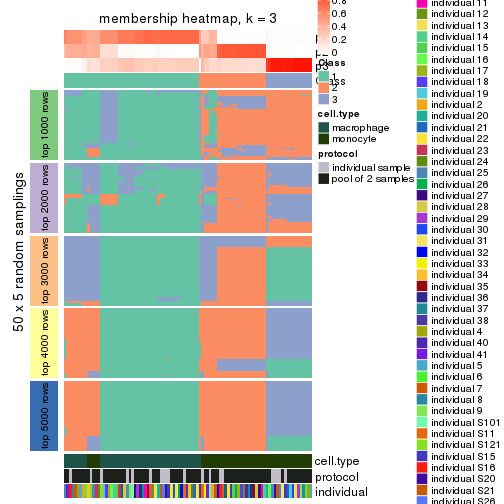 membership heatmap, k = 3
0.8
0.6
0.4
0.2
0
Class
2
3
cell.type
macrophage
monocyte
protocol
individual sample
pool of 2 samples
50 x 5 random samplings
top 1000 rows
top 2000 rows
top 3000 rows
top 4000 rows
top 5000 rows
cell.type
protocol
individual
individual 11
individual 12
individual 13
individual 14
individual 15
individual 16
individual 17
individual 18
individual 19
individual 2
individual 20
individual 21
individual 22
individual 23
individual 24
individual 25
individual 26
individual 27
individual 28
individual 29
individual 30
individual 31
individual 32
individual 33
individual 34
individual 35
individual 36
individual 37
individual 38
individual 4
individual 40
individual 41
individual 5
individual 6
individual 7
individual 8
individual 9
individual S101
individual S11
individual S121
individual S15
individual S16
individual S20
individual S21
individual S26